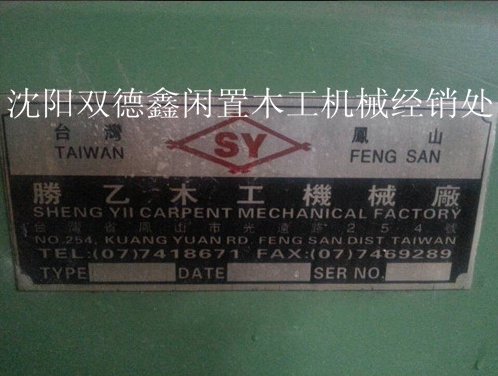 沈阳双德鑫闲置木工机械经销处
台灣 SY 鳳山
TAIWAN FENG SAN
勝乙木工機械廠
SHENG YII CARPENT MECHANICAL FACTORY
台灣省鳳山市光遠路254號
NO.254, KUANG YUAN RD. FENG SAN DIST TAIWAN
TEL:(07)7418671 FAX:(07)7469289
TYPE DATE SER NO.